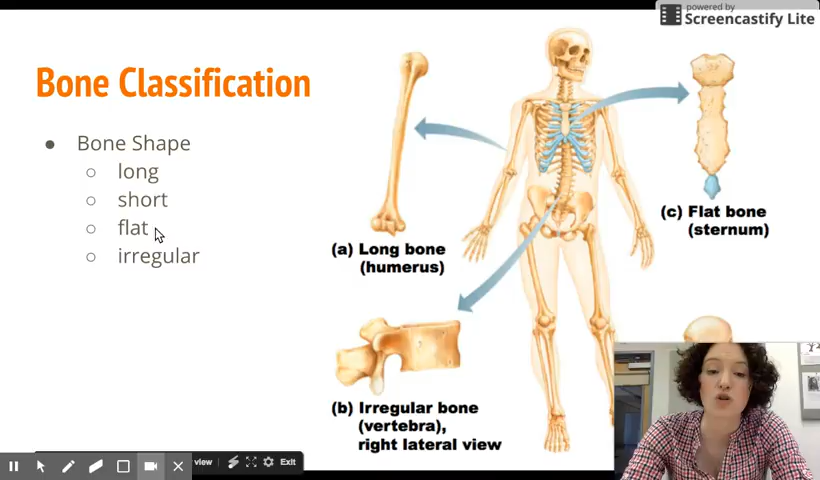 powered by
Screencastify Lite
Bone Classification
Bone Shape
long
short
flat
irregular
(a) Long bone
(humerus)
(c) Flat bone
(sternum)
(b) Irregular bone
(vertebra),
right lateral view
view
Exit